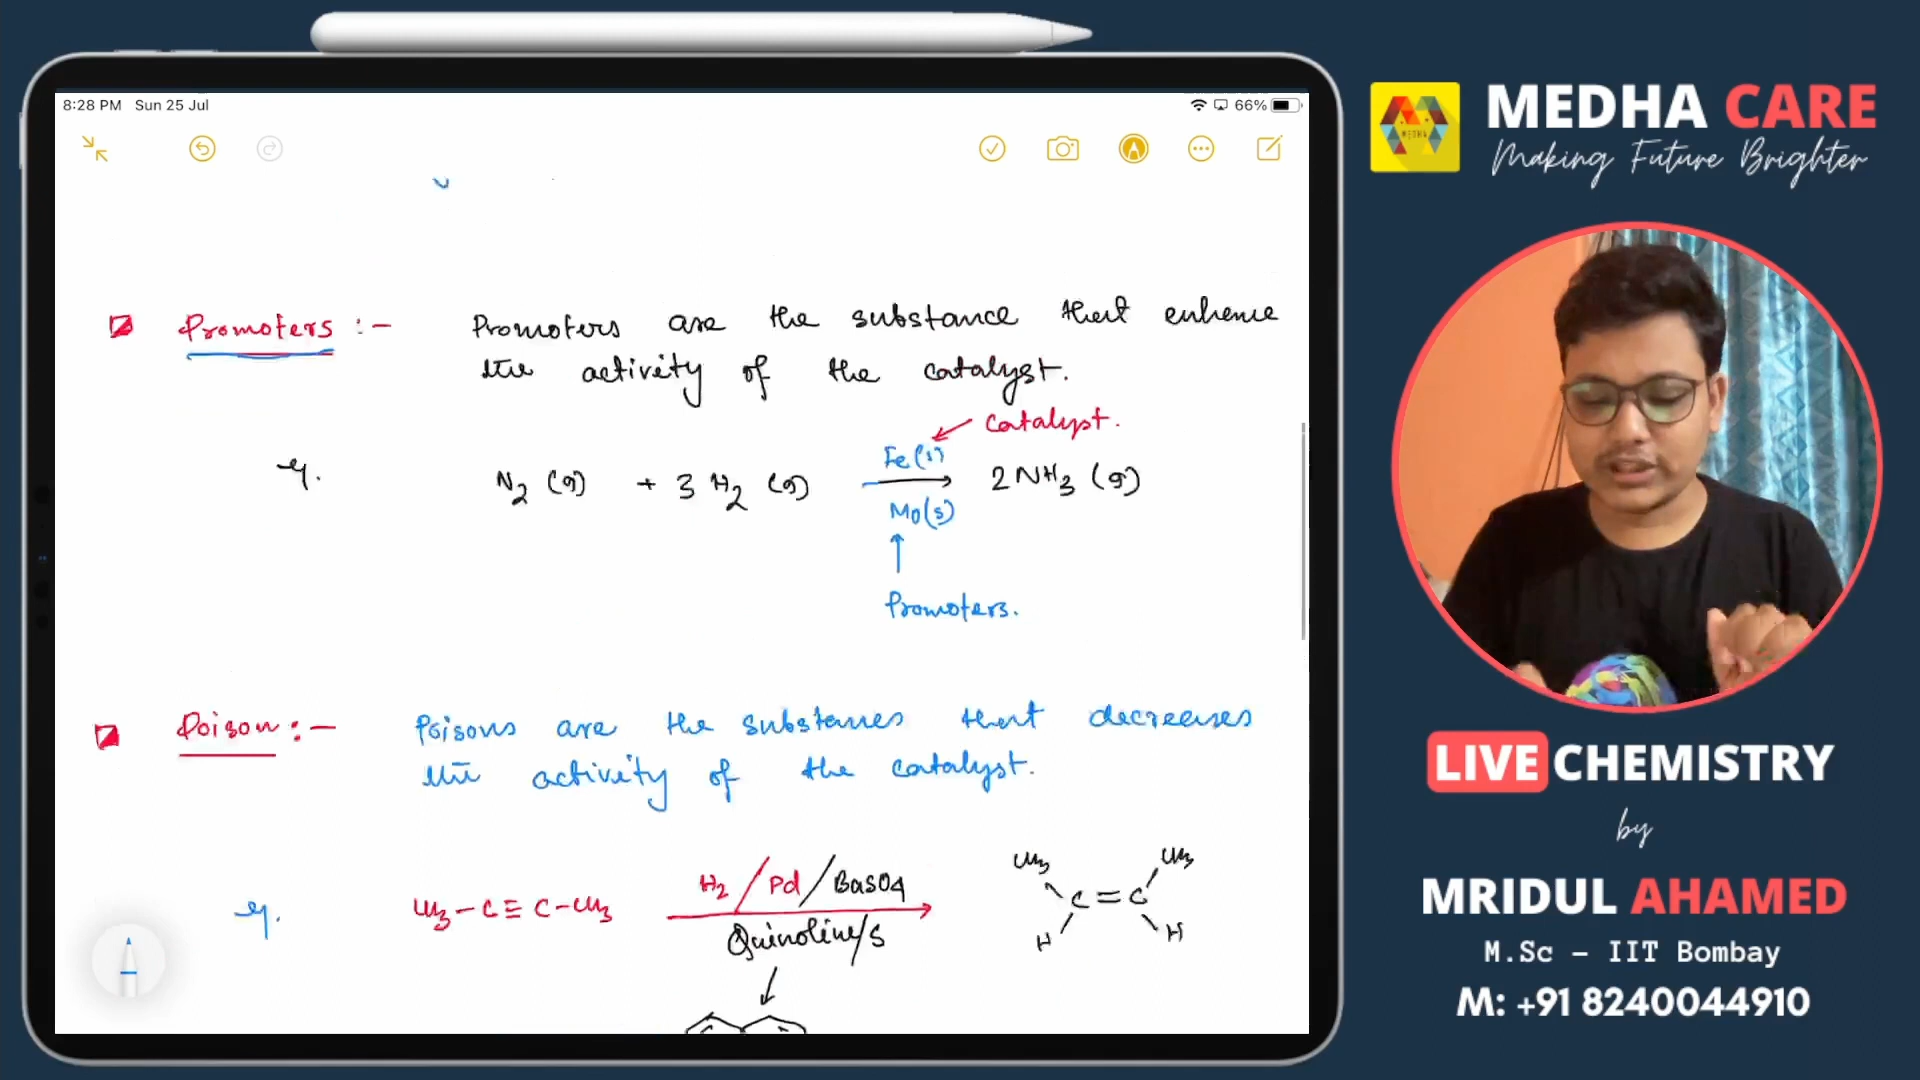 8:28 PM Sun 25 Jul
66%
MEDHA CARE
Making Future Brighter
MEDHA
Promoters :- Promoters are the substance that enhance
the activity of the catalyst.
catalyst.
Fe(s)
eg. N2 (g) + 3 H2 (g) → 2NH3 (g)
Mo(s)
↑
Promoters.
Poison :- Poisons are the substances that decreases
the activity of the catalyst.
H2 / Pd / BaSO4
eg. CH3-C≡C-CH3
Quinoline/S
CH3 CH3
C=C
H H
LIVE CHEMISTRY
by
MRIDUL AHAMED
M.Sc - IIT Bombay
M: +91 8240044910